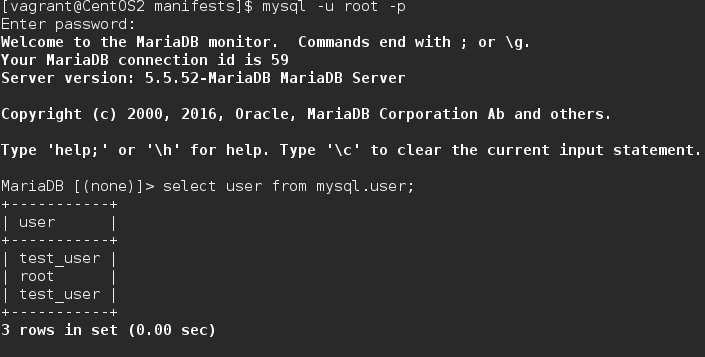 [vagrant@CentOS2 manifests]$ mysql -u root -p
Enter password:
Welcome to the MariaDB monitor.  Commands end with ; or \g.
Your MariaDB connection id is 59
Server version: 5.5.52-MariaDB MariaDB Server

Copyright (c) 2000, 2016, Oracle, MariaDB Corporation Ab and others.

Type 'help;' or '\h' for help. Type '\c' to clear the current input statement.

MariaDB [(none)]> select user from mysql.user;
+-----------+
| user      |
+-----------+
| test_user |
| root      |
| test_user |
+-----------+
3 rows in set (0.00 sec)